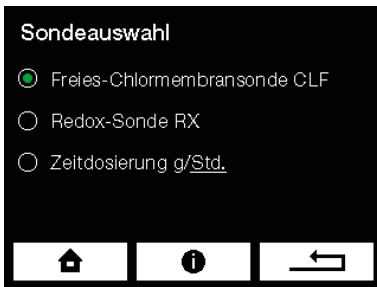 Sondeauswahl
Freies-Chlormembransonde CLF
Redox-Sonde RX
Zeitdosierung g/Std.